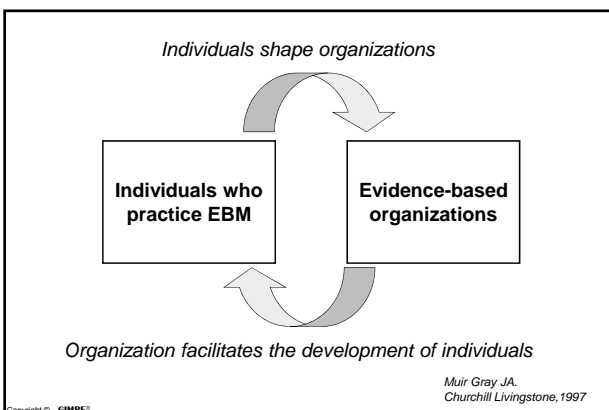 Individuals shape organizations
Individuals who
practice EBM
Evidence-based
organizations
Organization facilitates the development of individuals
Muir Gray JA.
Churchill Livingstone,1997
Copyright © GIMBE®